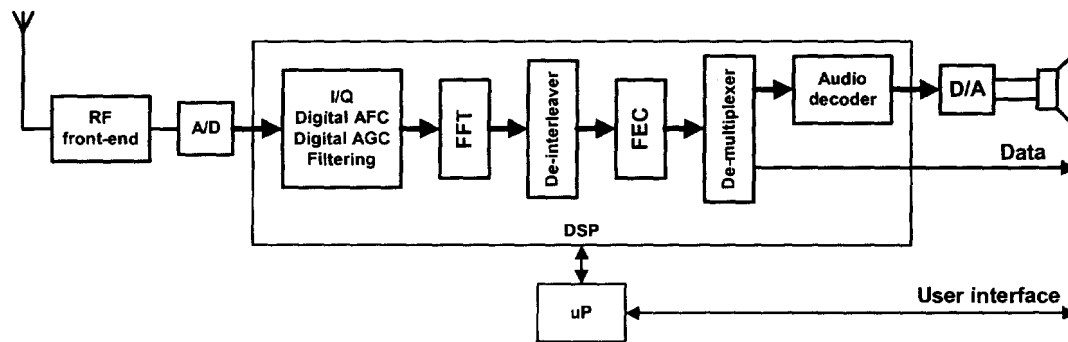 RF
front-end
A/D
I/Q
Digital AFC
Digital AGC
Filtering
FFT
De-interleaver
FEC
De-multiplexer
Audio
decoder
D/A
Data
DSP
uP
User interface